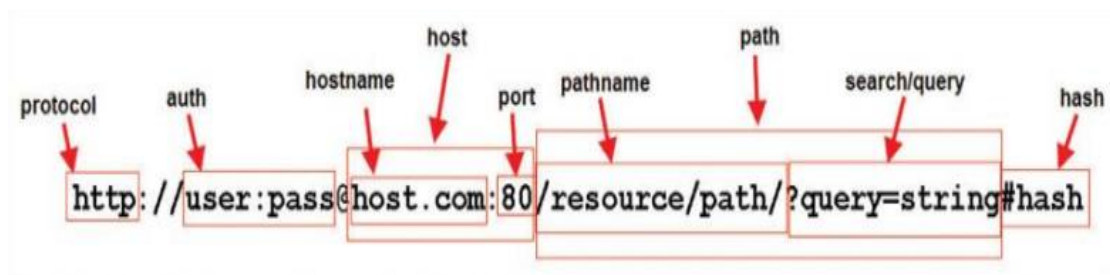 host
path
hostname
pathname
search/query
protocol
auth
port
hash
http://user:pass@host.com:80/resource/path/?query=string#hash